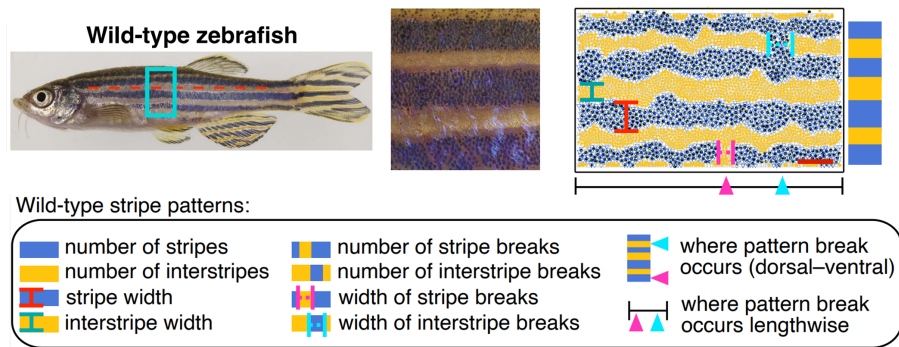 Wild-type zebrafish
Wild-type stripe patterns:
number of stripes
number of interstripes
stripe width
interstripe width
number of stripe breaks
number of interstripe breaks
width of stripe breaks
width of interstripe breaks
where pattern break
occurs (dorsal–ventral)
where pattern break
occurs lengthwise